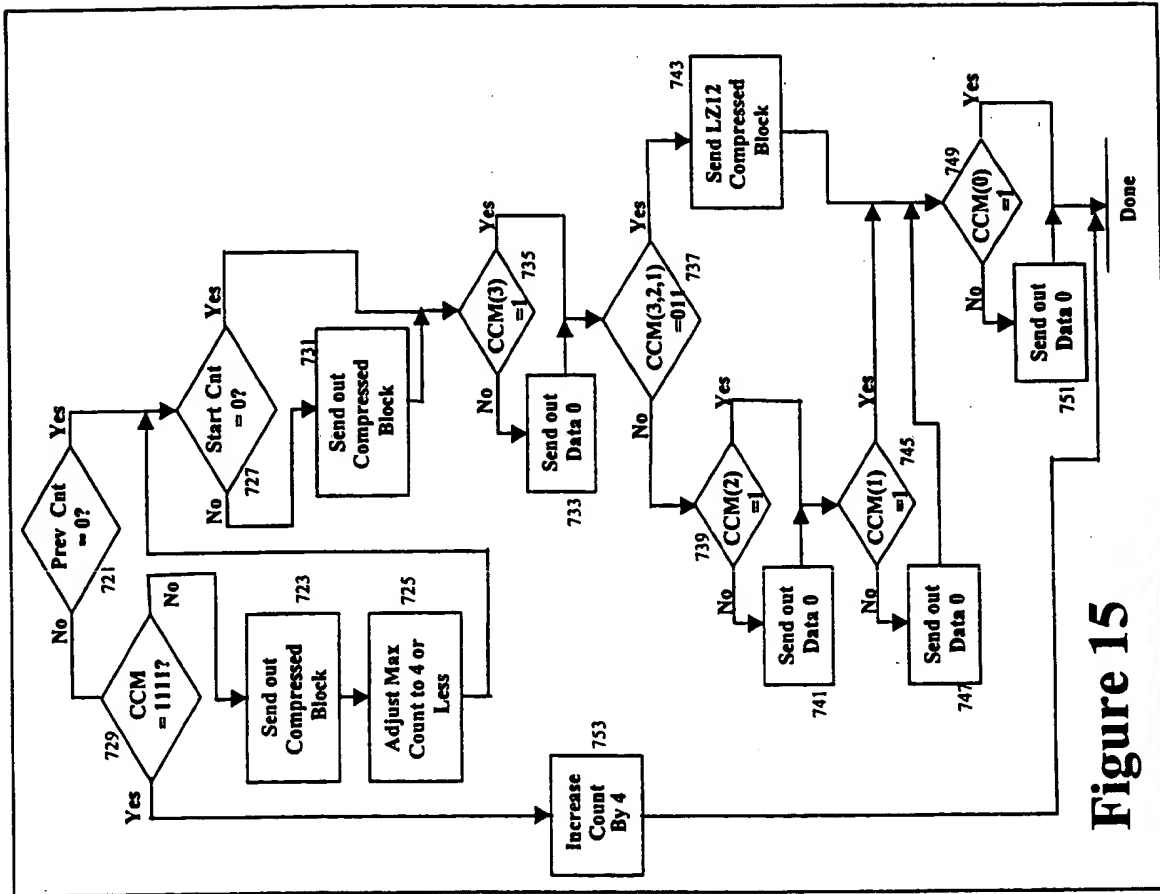 Prev Cnt
= 0?
721
No
Yes
CCM
= 1111?
729
Yes
No
Send out
Compressed
Block
723
Adjust Max
Count to 4 or
Less
725
Increase
Count
By 4
753
Start Cnt
= 0?
727
No
Yes
731
Send out
Compressed
Block
CCM(3)
=1
735
No
Yes
Send out
Data 0
733
CCM(3,2,1)
=011
737
No
Yes
743
Send LZ12
Compressed
Block
CCM(2)
=1
739
No
Yes
Send out
Data 0
741
CCM(1)
=1
745
No
Yes
Send out
Data 0
747
CCM(0)
=1
749
No
Yes
Send out
Data 0
751
Done
Figure 15